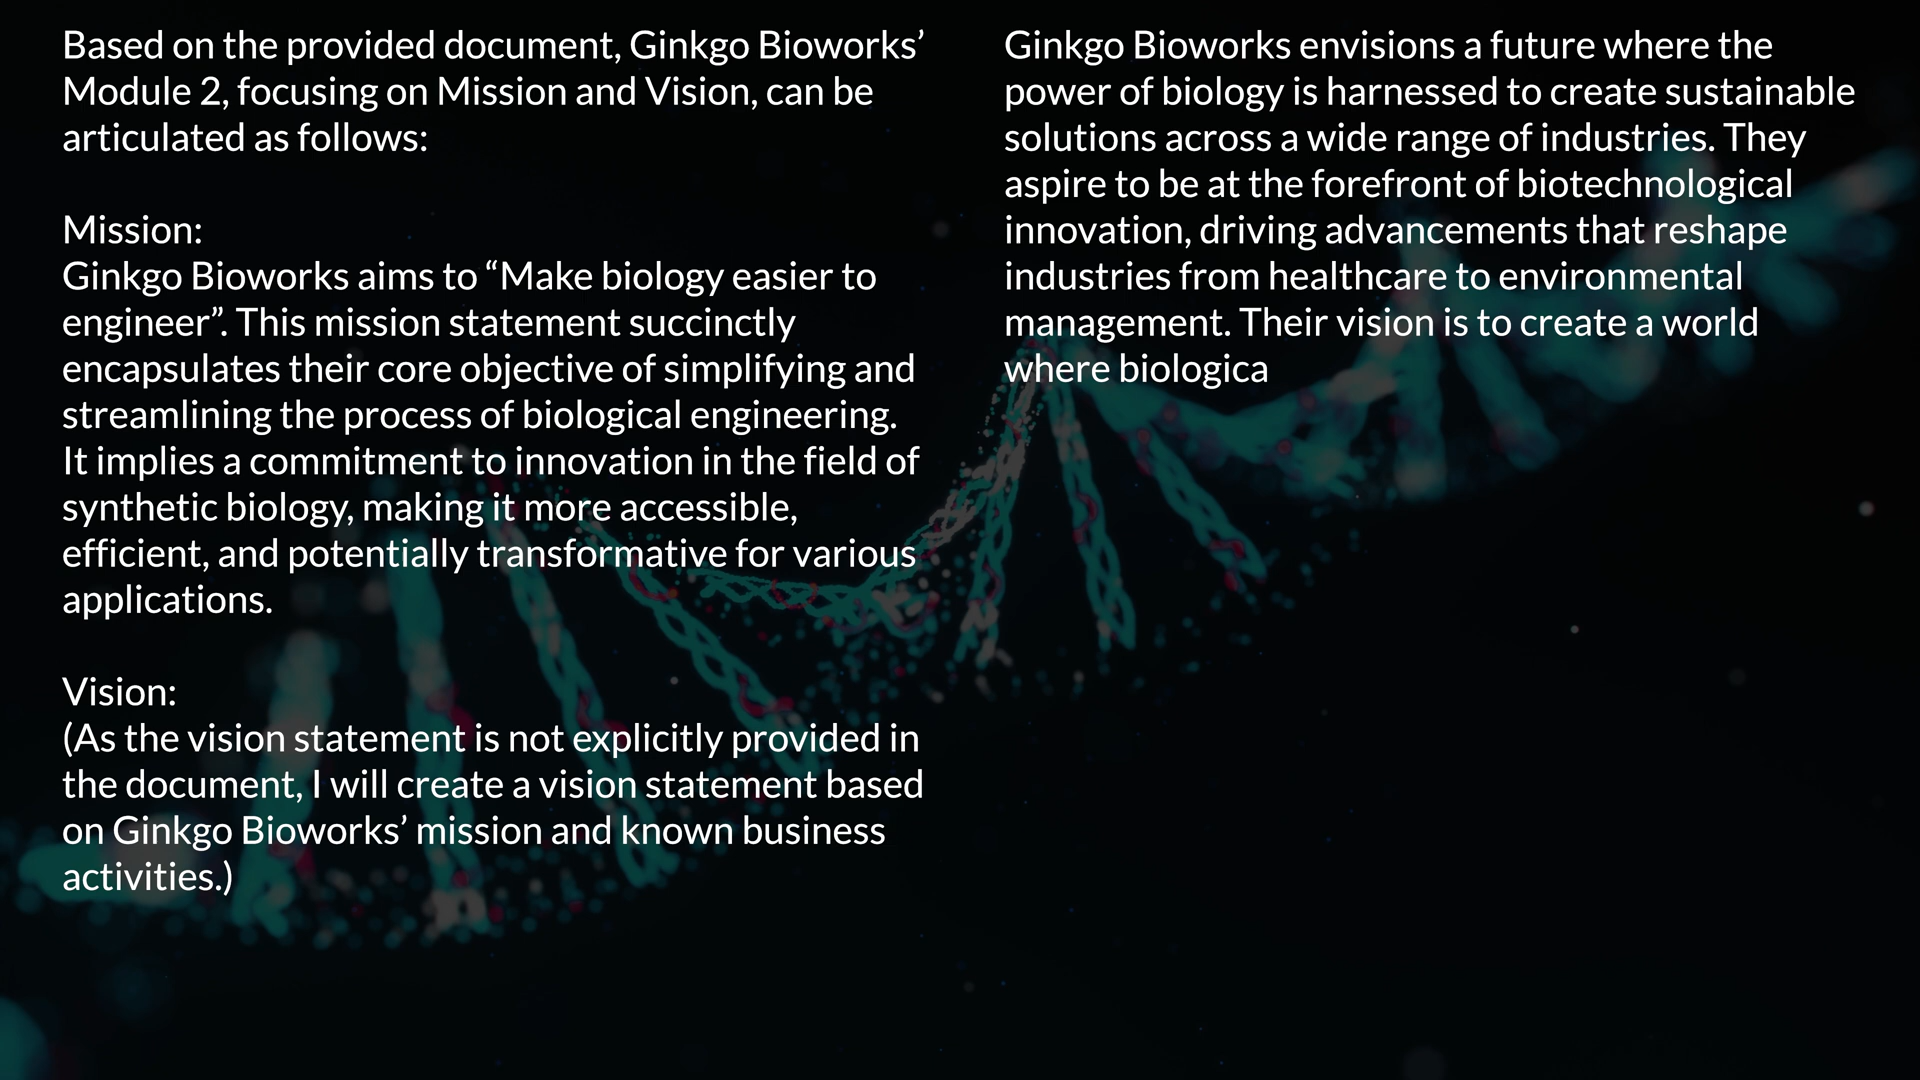 Based on the provided document, Ginkgo Bioworks’
Module 2, focusing on Mission and Vision, can be
articulated as follows:
Mission:
Ginkgo Bioworks aims to “Make biology easier to
engineer”. This mission statement succinctly
encapsulates their core objective of simplifying and
streamlining the process of biological engineering.
It implies a commitment to innovation in the field of
synthetic biology, making it more accessible,
efficient, and potentially transformative for various
applications.
Vision:
(As the vision statement is not explicitly provided in
the document, I will create a vision statement based
on Ginkgo Bioworks’ mission and known business
activities.)
Ginkgo Bioworks envisions a future where the
power of biology is harnessed to create sustainable
solutions across a wide range of industries. They
aspire to be at the forefront of biotechnological
innovation, driving advancements that reshape
industries from healthcare to environmental
management. Their vision is to create a world
where biologica